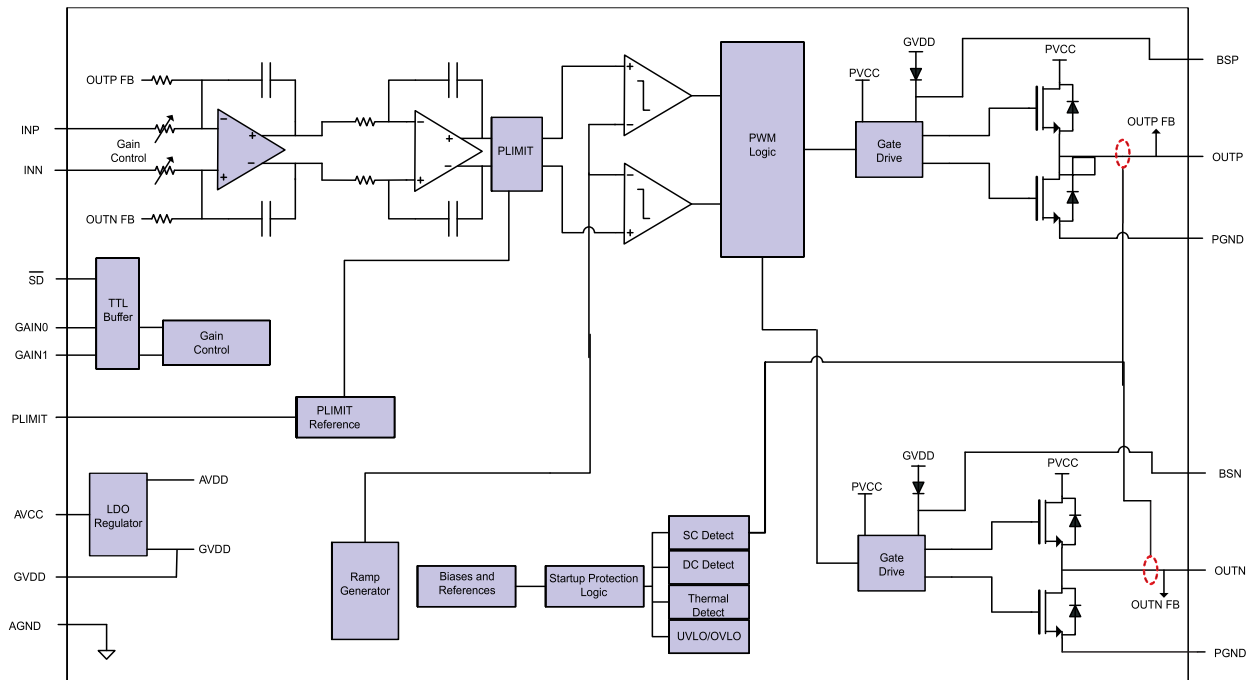 OUTP FB
INP
Gain
Control
INN
OUTN FB
SD
GAIN0
GAIN1
TTL
Buffer
Gain
Control
PLIMIT
PLIMIT
Reference
PLIMIT
AVCC
LDO
Regulator
AVDD
GVDD
GVDD
AGND
Ramp
Generator
Biases and
References
Startup Protection
Logic
SC Detect
DC Detect
Thermal
Detect
UVLO/OVLO
PWM
Logic
PVCC
GVDD
Gate
Drive
PVCC
BSP
OUTP FB
OUTP
PGND
PVCC
GVDD
Gate
Drive
PVCC
BSN
OUTN
OUTN FB
PGND